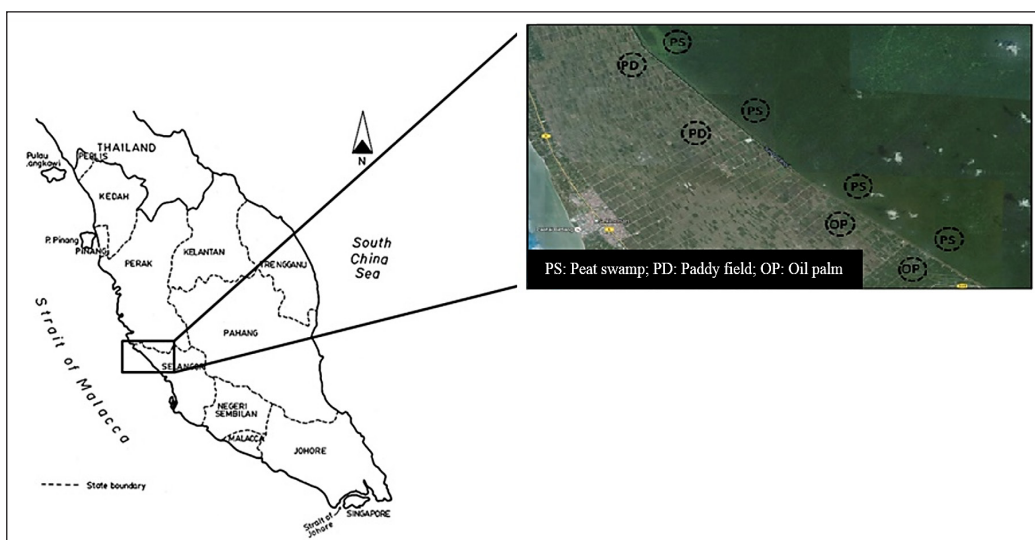 THAILAND
Pulau
Langkawi
PERLIS
KEDAH
P. Pinang
PINANG
PERAK
KELANTAN
TRENGGANU
South
China
Sea
N
PAHANG
SELANGOR
Strait of Malacca
NEGERI
SEMBILAN
MALACCA
JOHORE
State boundary
Strait of
Johore
SINGAPORE
PS
PD
PS
PD
PS
OP
PS
OP
PS: Peat swamp; PD: Paddy field; OP: Oil palm